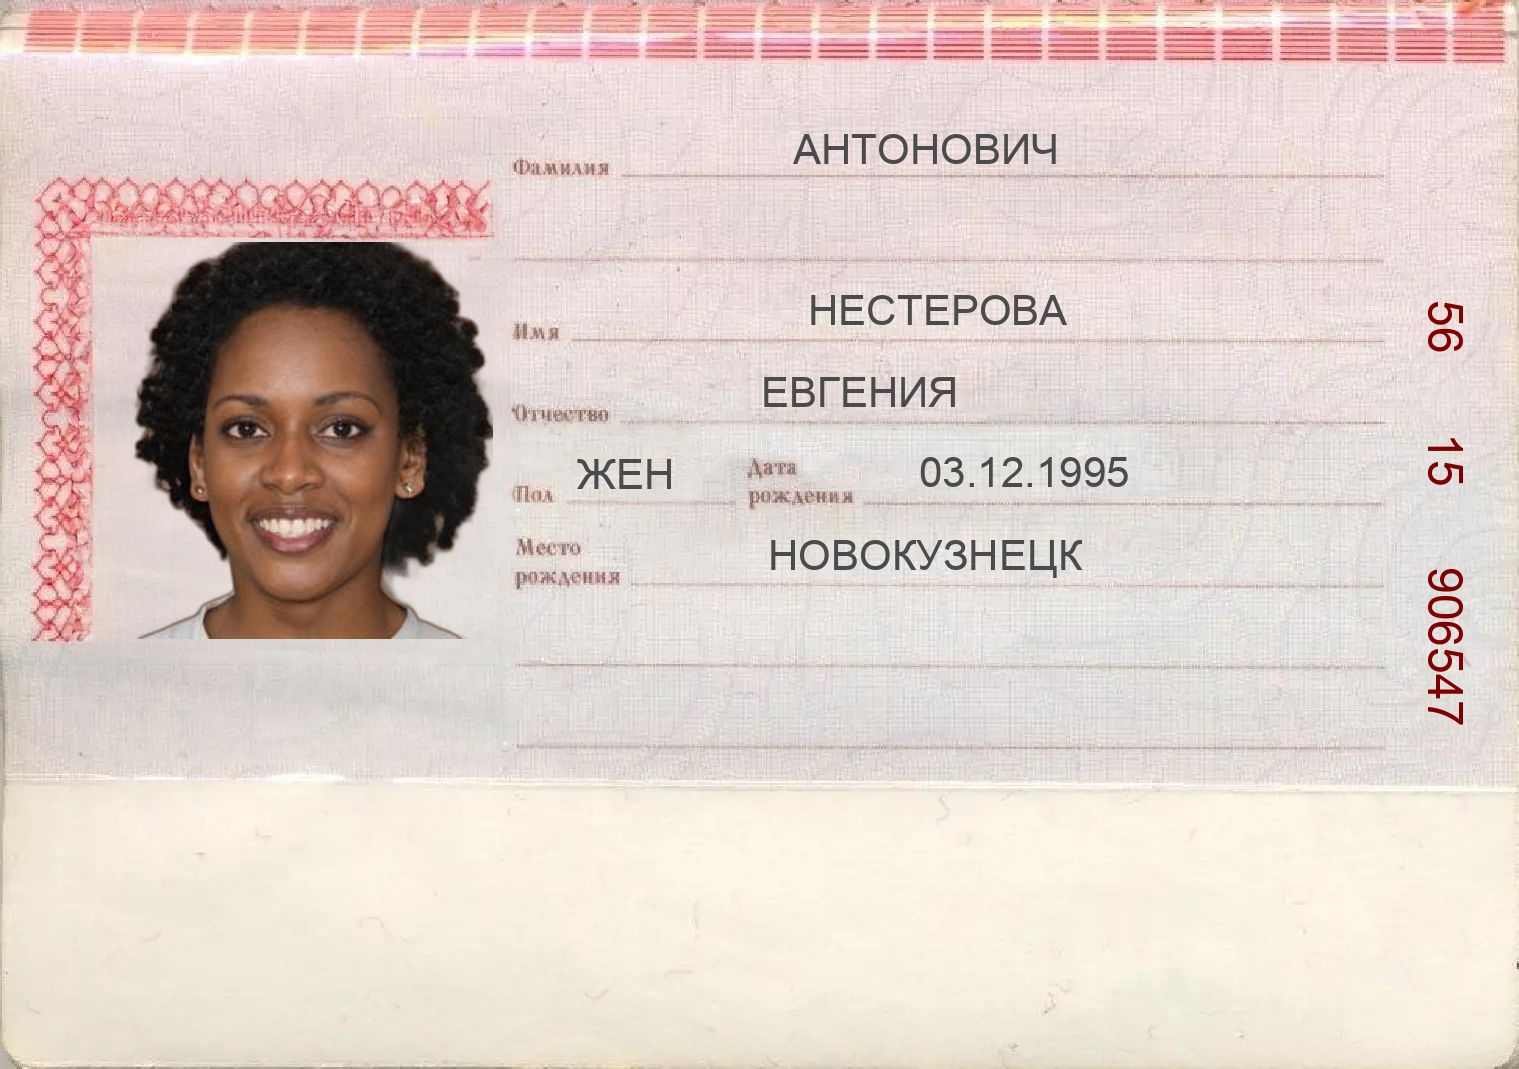 Фамилия АНТОНОВИЧ
Имя НЕСТЕРОВА
Отчество ЕВГЕНИЯ
Пол ЖЕН Дата рождения 03.12.1995
Место рождения НОВОКУЗНЕЦК
56 15 906547